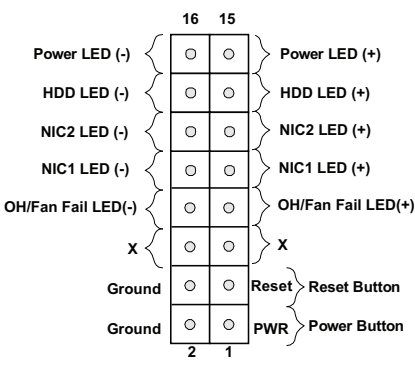 16 15
Power LED (-) Power LED (+)
HDD LED (-) HDD LED (+)
NIC2 LED (-) NIC2 LED (+)
NIC1 LED (-) NIC1 LED (+)
OH/Fan Fail LED(-) OH/Fan Fail LED(+)
X X
Ground Reset Reset Button
Ground PWR Power Button
2 1